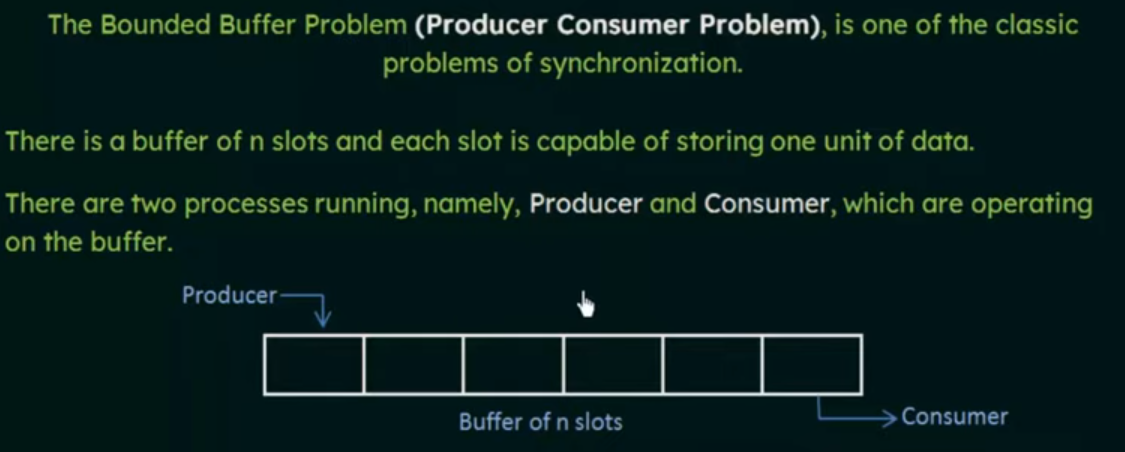 The Bounded Buffer Problem (Producer Consumer Problem), is one of the classic
problems of synchronization.
There is a buffer of n slots and each slot is capable of storing one unit of data.
There are two processes running, namely, Producer and Consumer, which are operating
on the buffer.
Producer
Buffer of n slots
Consumer